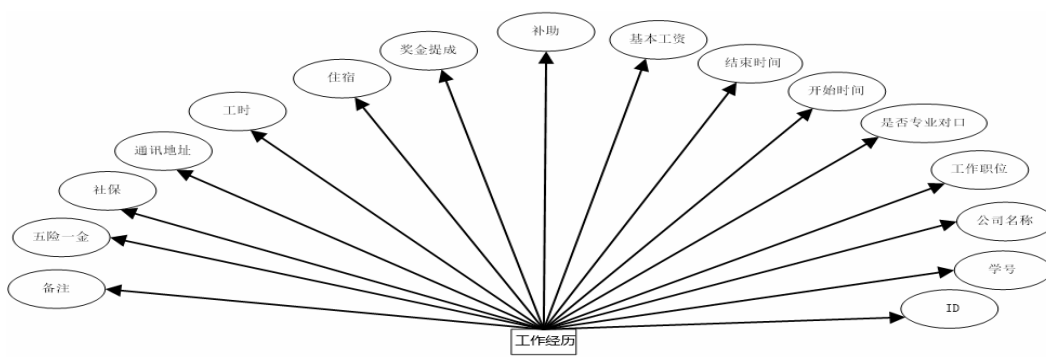 补助
奖金提成
基本工资
住宿
结束时间
开始时间
工时
是否专业对口
通讯地址
工作职位
社保
公司名称
五险一金
学号
备注
ID
工作经历